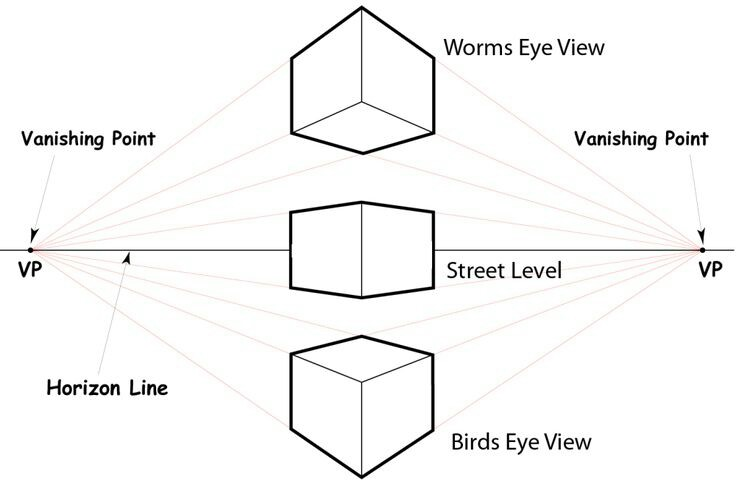 Worms Eye View
Vanishing Point
Vanishing Point
VP
Street Level
VP
Horizon Line
Birds Eye View